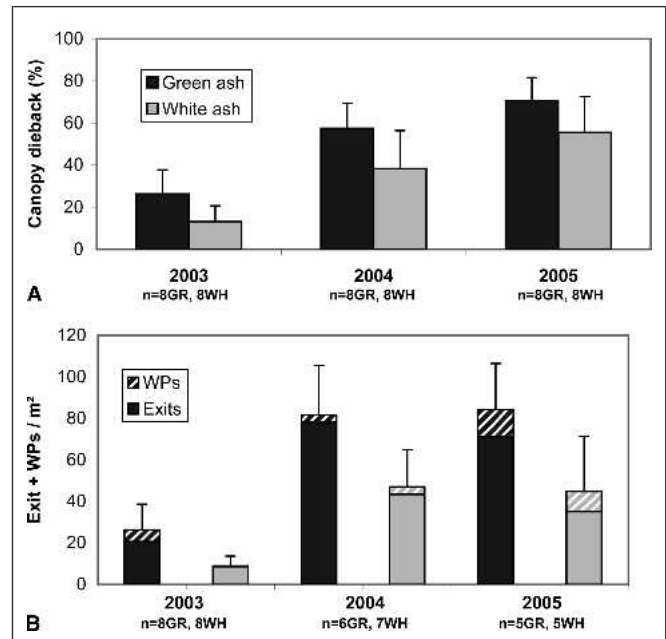 100
80
60
40
20
0
Canopy dieback (%)
Green ash
White ash
2003
2004
2005
n=8GR, 8WH
n=8GR, 8WH
n=8GR, 8WH
A
120
100
80
60
40
20
0
Exit + WPs / m²
WPs
Exits
2003
2004
2005
n=8GR, 8WH
n=6GR, 7WH
n=5GR, 5WH
B